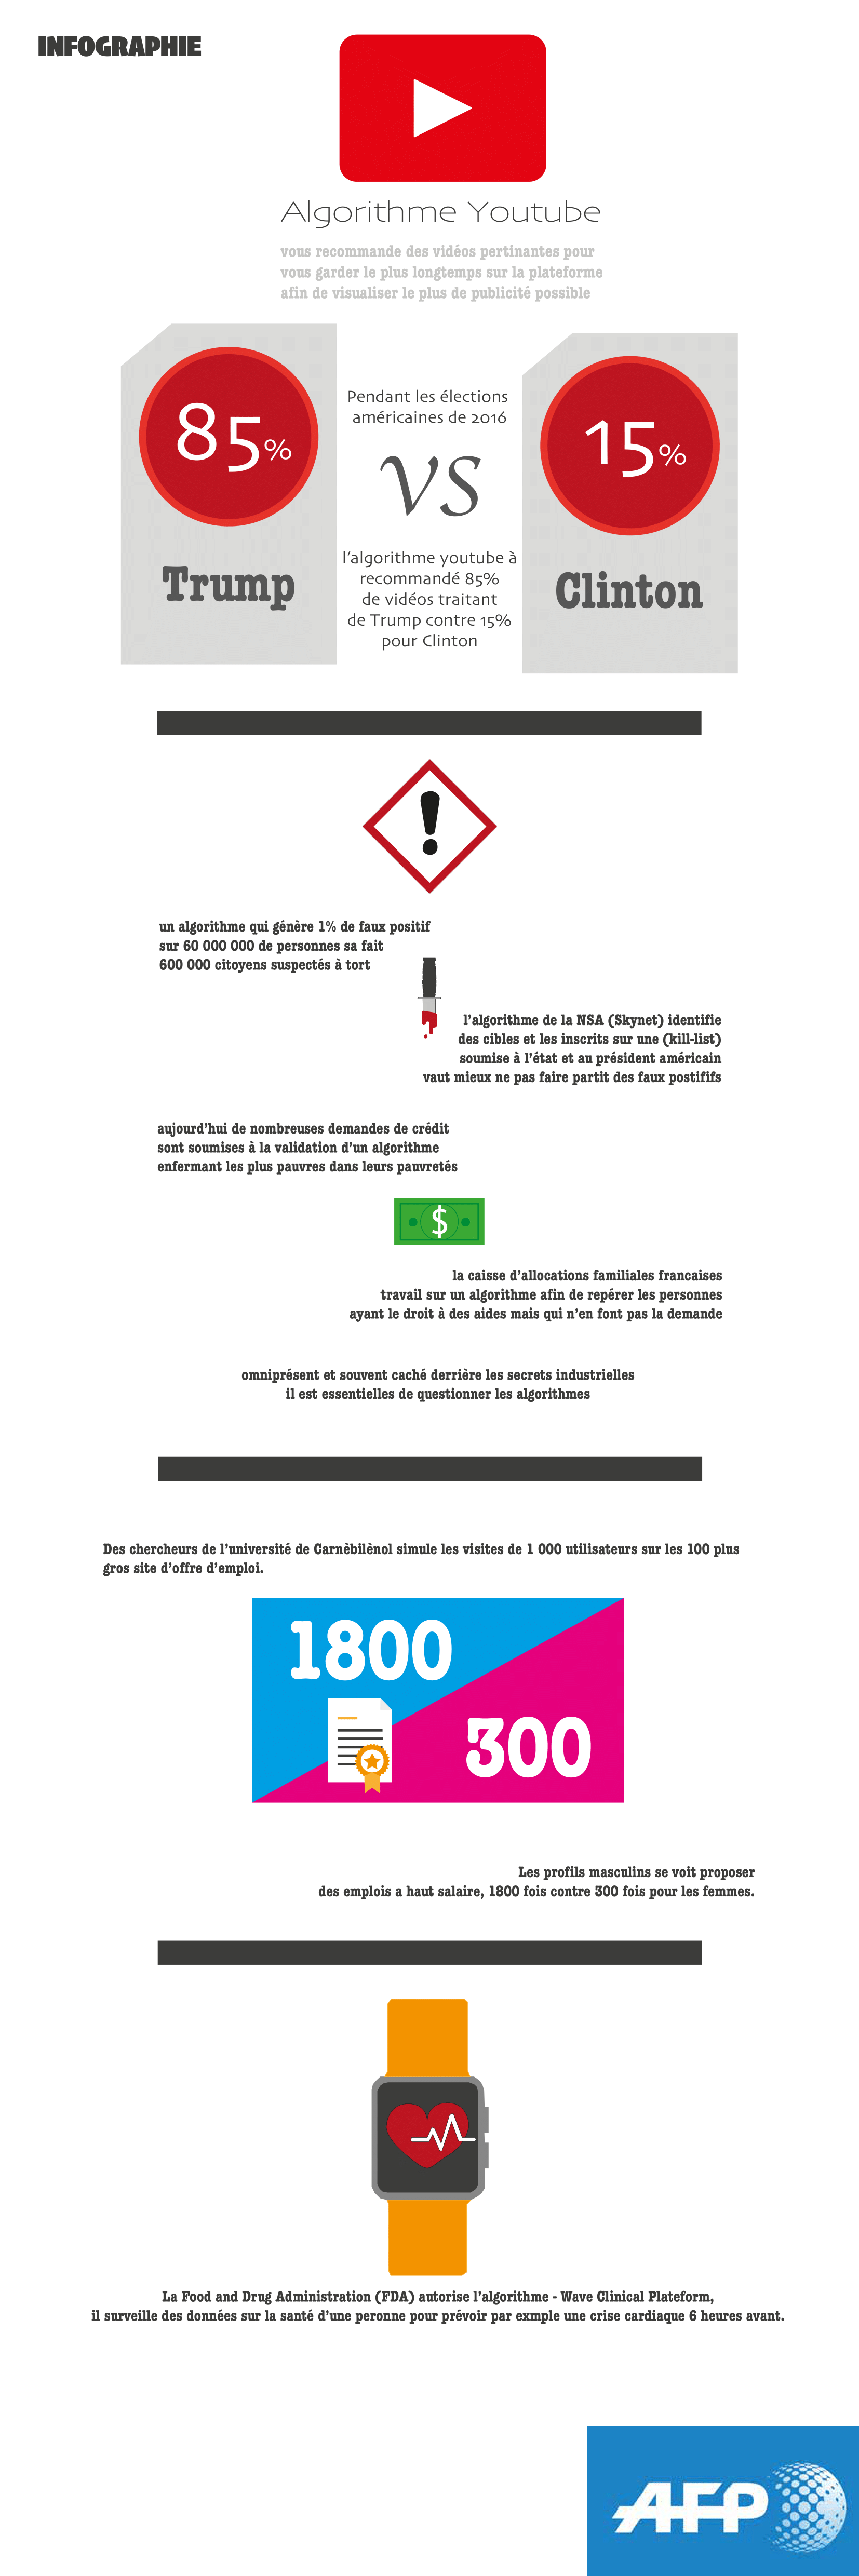 INFOGRAPHIE
Algorithme Youtube
vous recommande des vidéos pertinantes pour
vous garder le plus longtemps sur la plateforme
afin de visualiser le plus de publicité possible
85%
Trump
Pendant les élections
américaines de 2016
VS
l'algorithme youtube à
recommandé 85%
de vidéos traitant
de Trump contre 15%
pour Clinton
15%
Clinton
!
un algorithme qui génère 1% de faux positif
sur 60 000 000 de personnes sa fait
600 000 citoyens suspectés à tort
l'algorithme de la NSA (Skynet) identifie
des cibles et les inscrits sur une (kill-list)
soumise à l'état et au président américain
vaut mieux ne pas faire partit des faux postififs
aujourd'hui de nombreuses demandes de crédit
sont soumises à la validation d'un algorithme
enfermant les plus pauvres dans leurs pauvretés
$
la caisse d'allocations familiales francaises
travail sur un algorithme afin de repérer les personnes
ayant le droit à des aides mais qui n'en font pas la demande
omniprésent et souvent caché derrière les secrets industrielles
il est essentielles de questionner les algorithmes
Des chercheurs de l'université de Carnèbilènol simule les visites de 1 000 utilisateurs sur les 100 plus
gros site d'offre d'emploi.
1800
300
Les profils masculins se voit proposer
des emplois a haut salaire, 1800 fois contre 300 fois pour les femmes.
La Food and Drug Administration (FDA) autorise l'algorithme - Wave Clinical Plateform,
il surveille des données sur la santé d'une peronne pour prévoir par exmple une crise cardiaque 6 heures avant.
AFP